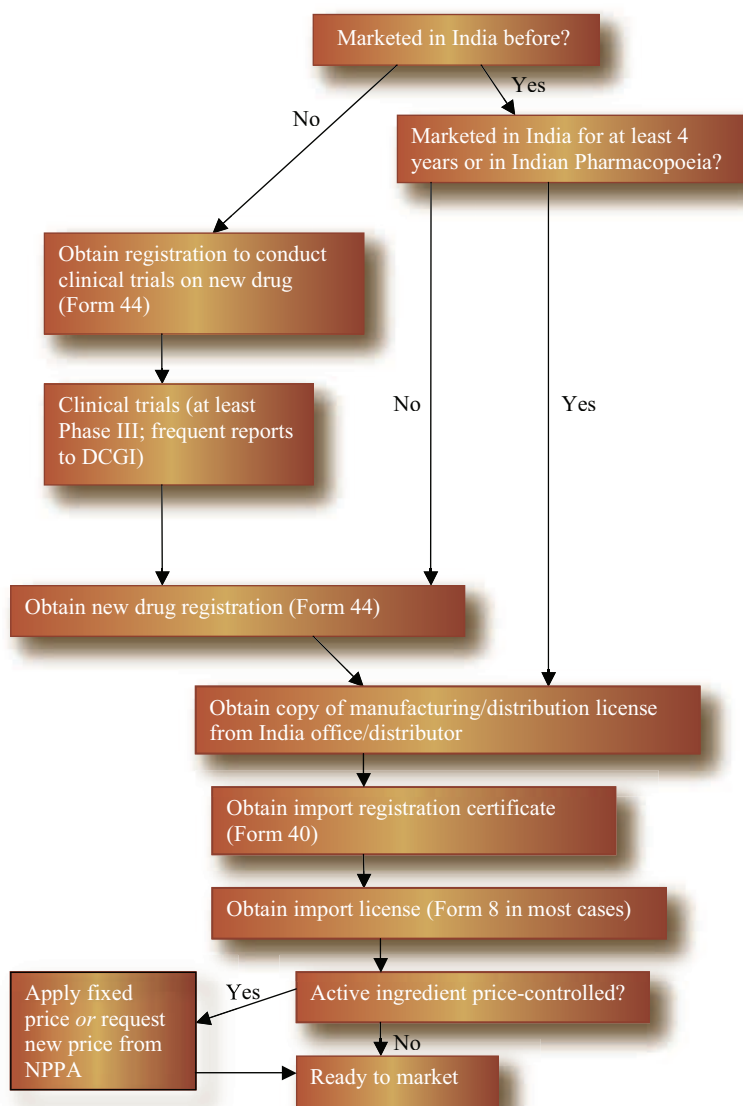 Marketed in India before?
Yes
No
Marketed in India for at least 4
years or in Indian Pharmacopoeia?
Obtain registration to conduct
clinical trials on new drug
(Form 44)
Clinical trials (at least
Phase III; frequent reports
to DCGI)
No
Yes
Obtain new drug registration (Form 44)
Obtain copy of manufacturing/distribution license
from India office/distributor
Obtain import registration certificate
(Form 40)
Obtain import license (Form 8 in most cases)
Active ingredient price-controlled?
Yes
Apply fixed
price or request
new price from
NPPA
No
Ready to market